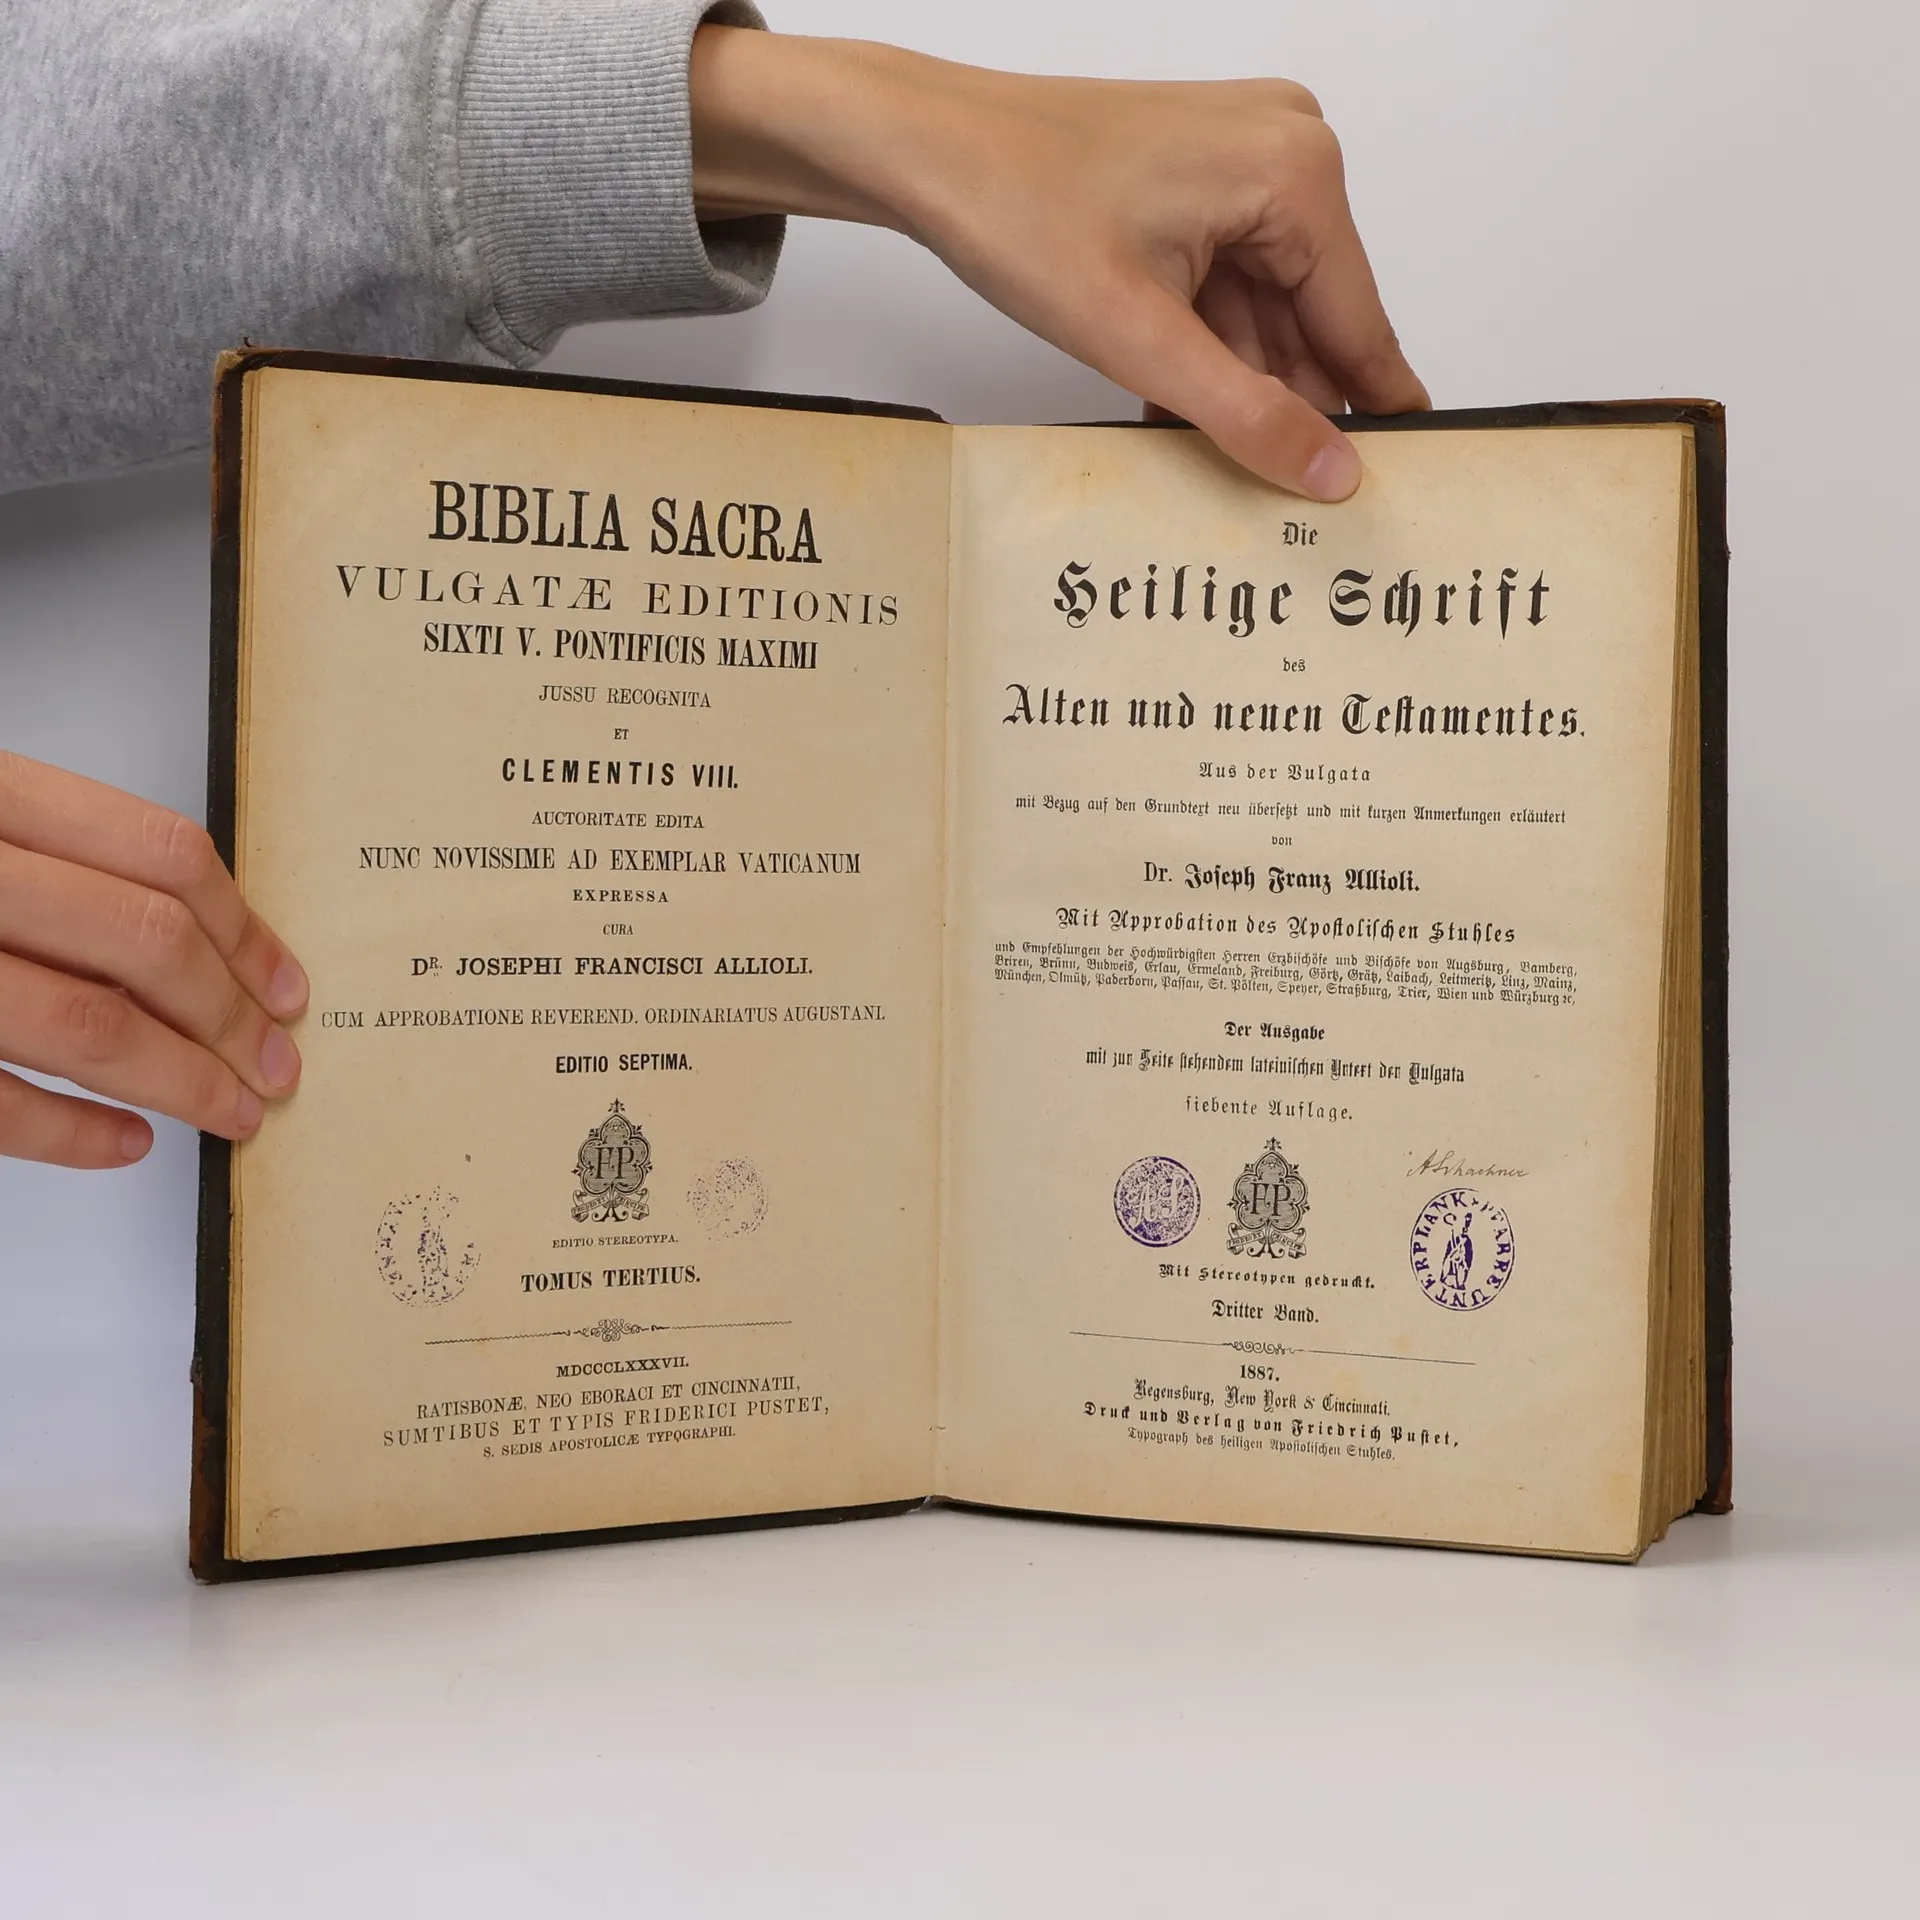 BIBLIA SACRA
VULGATÆ EDITIONIS
SIXTI V. PONTIFICIS MAXIMI
JUSSU RECOGNITA
ET
CLEMENTIS VIII.
AUCTORITATE EDITA
NUNC NOVISSIME AD EXEMPLAR VATICANUM
EXPRESSA
CURA
DR. JOSEPHI FRANCISCI ALLIOLI.
CUM APPROBATIONE REVEREND. ORDINARIATUS AUGUSTANI.
EDITIO SEPTIMA.
FP
EDITIO STEREOTYPA.
TOMUS TERTIUS.
MDCCCLXXXVII.
RATISBONÆ, NEO EBORACI ET CINCINNATII,
SUMTIBUS ET TYPIS FRIDERICI PUSTET,
S. SEDIS APOSTOLICÆ TYPOGRAPHI.
Die
Heilige Schrift
des
Alten und neuen Testamentes.
Aus der Vulgata
mit Bezug auf den Grundtext neu übersetzt und mit kurzen Anmerkungen erläutert
von
Dr. Joseph Franz Allioli.
Mit Approbation des Apostolischen Stuhles
und Empfehlungen der Hochwürdigsten Herren Erzbischöfe und Bischöfe von Augsburg, Bamberg,
Brixen, Brünn, Budweis, Erlau, Ermeland, Freiburg, Görtz, Grätz, Laibach, Leitmeritz, Linz, Mainz,
München, Olmütz, Paderborn, Passau, St. Pölten, Speyer, Straßburg, Trier, Wien und Würzburg ꝛc,
Der Ausgabe
mit zur Seite stehendem lateinischen Urtext der Vulgata
siebente Auflage.
A Schachner
FP
PFARRE UNTERPLANK
Mit Stereotypen gedruckt.
Dritter Band.
1887.
Regensburg, New York & Cincinnati.
Druck und Verlag von Friedrich Pustet,
Typograph des heiligen Apostolischen Stuhles.